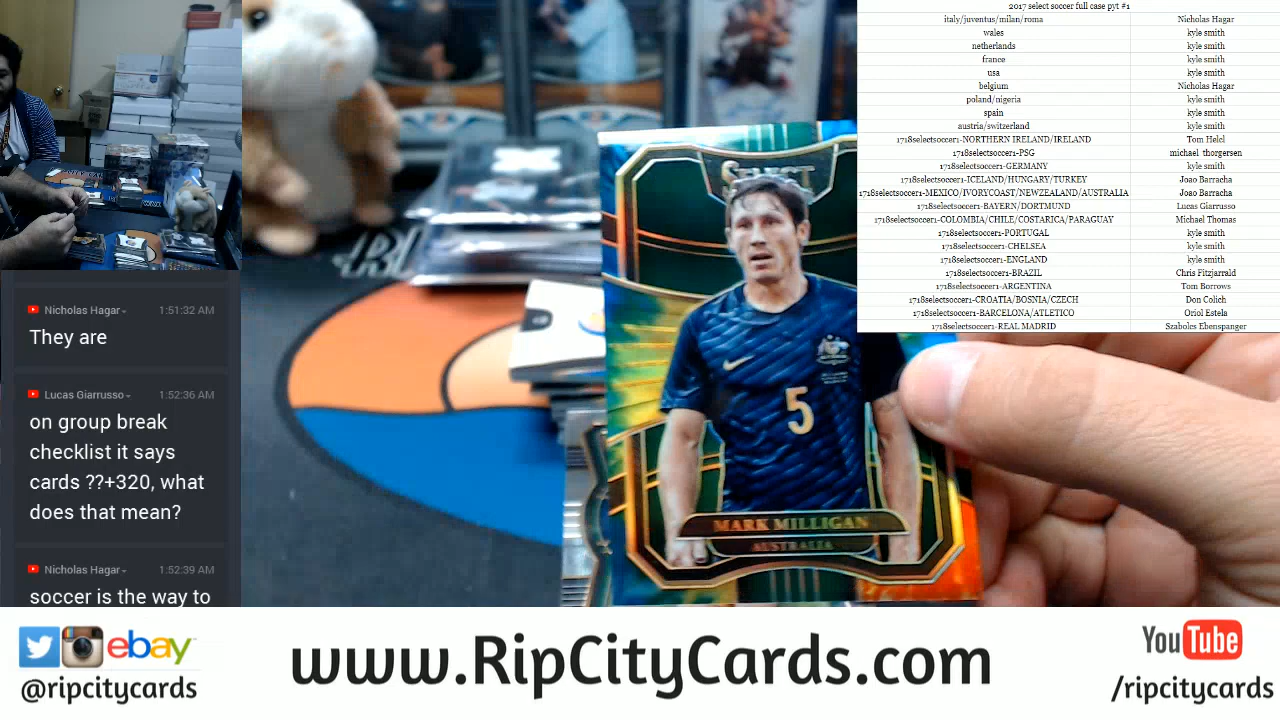 2017 select soccer full case pyt #1
italy/juventus/milan/roma Nicholas Hagar
wales kyle smith
netherlands kyle smith
france kyle smith
usa kyle smith
belgium Nicholas Hagar
poland/nigeria kyle smith
spain kyle smith
austria/switzerland kyle smith
1718selectsoccer1-NORTHERN IRELAND/IRELAND Tom Helcl
1718selectsoccer1-PSG michael thorgersen
1718selectsoccer1-GERMANY kyle smith
1718selectsoccer1-ICELAND/HUNGARY/TURKEY Joao Barracha
1718selectsoccer1-MEXICO/IVORYCOAST/NEWZEALAND/AUSTRALIA Joao Barracha
1718selectsoccer1-BAYERN/DORTMUND Lucas Giarrusso
1718selectsoccer1-COLOMBIA/CHILE/COSTARICA/PARAGUAY Michael Thomas
1718selectsoccer1-PORTUGAL kyle smith
1718selectsoccer1-CHELSEA kyle smith
1718selectsoccer1-ENGLAND kyle smith
1718selectsoccer1-BRAZIL Chris Fitzjarrald
1718selectsoccer1-ARGENTINA Tom Borrows
1718selectsoccer1-CROATIA/BOSNIA/CZECH Don Colich
1718selectsoccer1-BARCELONA/ATLETICO Oriol Estela
1718selectsoccer1-REAL MADRID Szabolcs Ebenspanger
SELECT
5
MARK MILLIGAN
AUSTRALIA
Nicholas Hagar 1:51:32 AM
They are
Lucas Giarrusso 1:52:36 AM
on group break
checklist it says
cards ??+320, what
does that mean?
Nicholas Hagar 1:52:39 AM
soccer is the way to
ebay
@ripcitycards
www.RipCityCards.com
YouTube
/ripcitycards